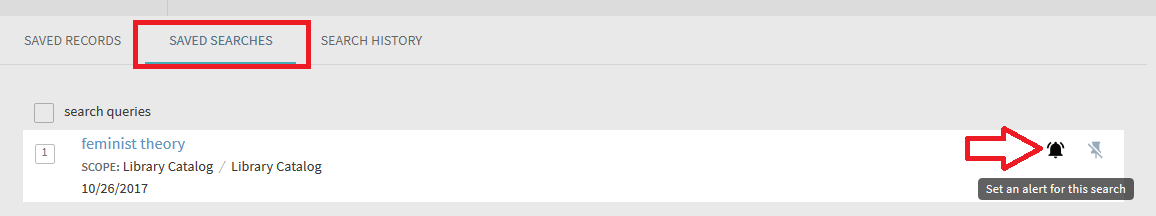 SAVED RECORDS SAVED SEARCHES SEARCH HISTORY
search queries
1 feminist theory
SCOPE: Library Catalog / Library Catalog
10/26/2017
Set an alert for this search